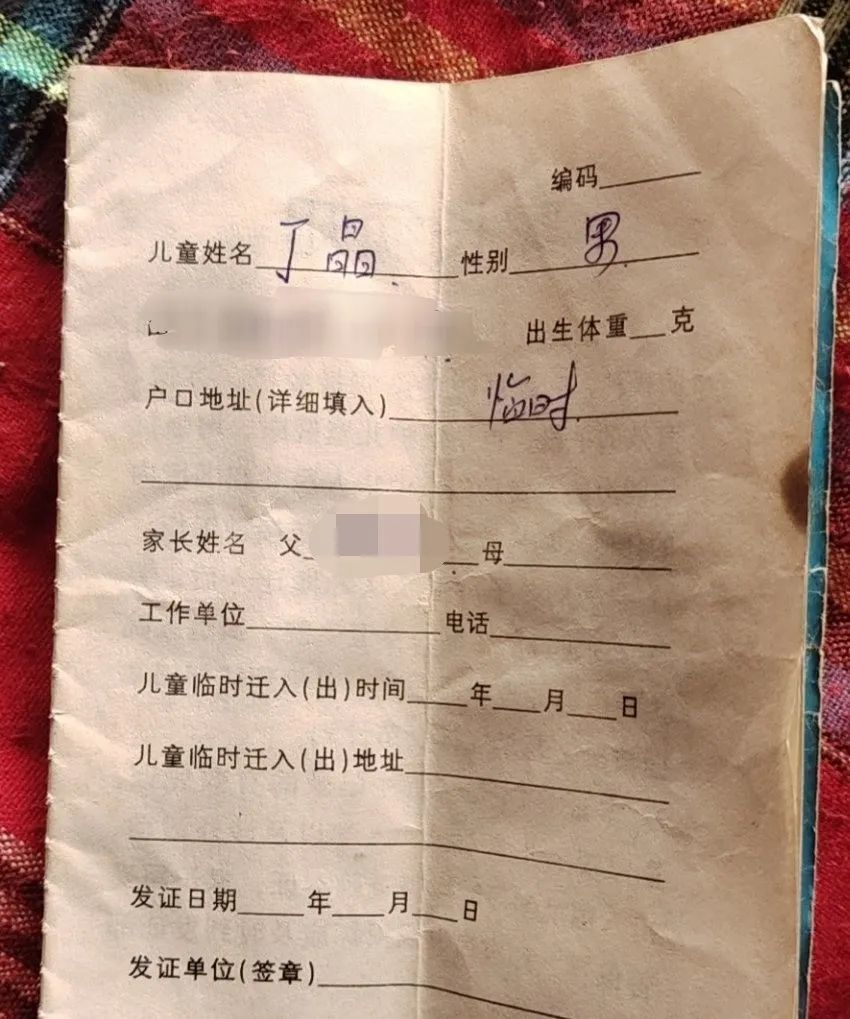 编码______
儿童姓名 丁晶 性别 男
出生体重___克
户口地址(详细填入) 临时
家长姓名 父___ 母______
工作单位______电话______
儿童临时迁入(出)时间___年___月___日
儿童临时迁入(出)地址______
发证日期___年___月___日
发证单位(签章)______